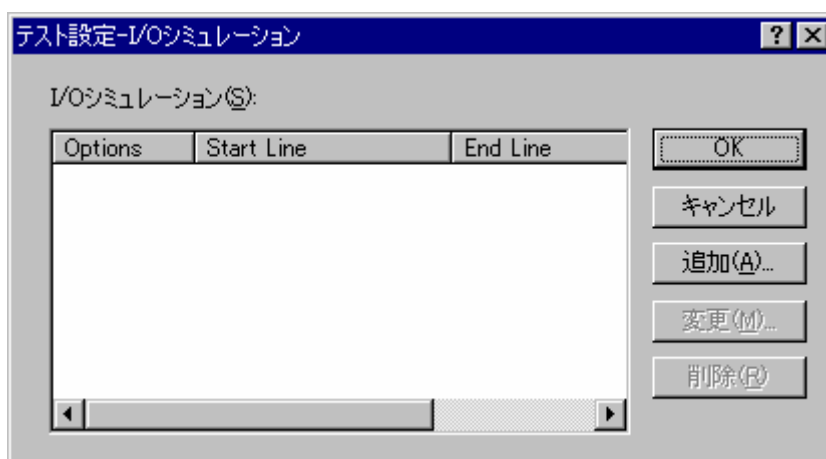 テスト設定-I/Oシミュレーション
I/Oシミュレーション(S):
Options Start Line End Line
OK
キャンセル
追加(A)...
変更(M)...
削除(R)